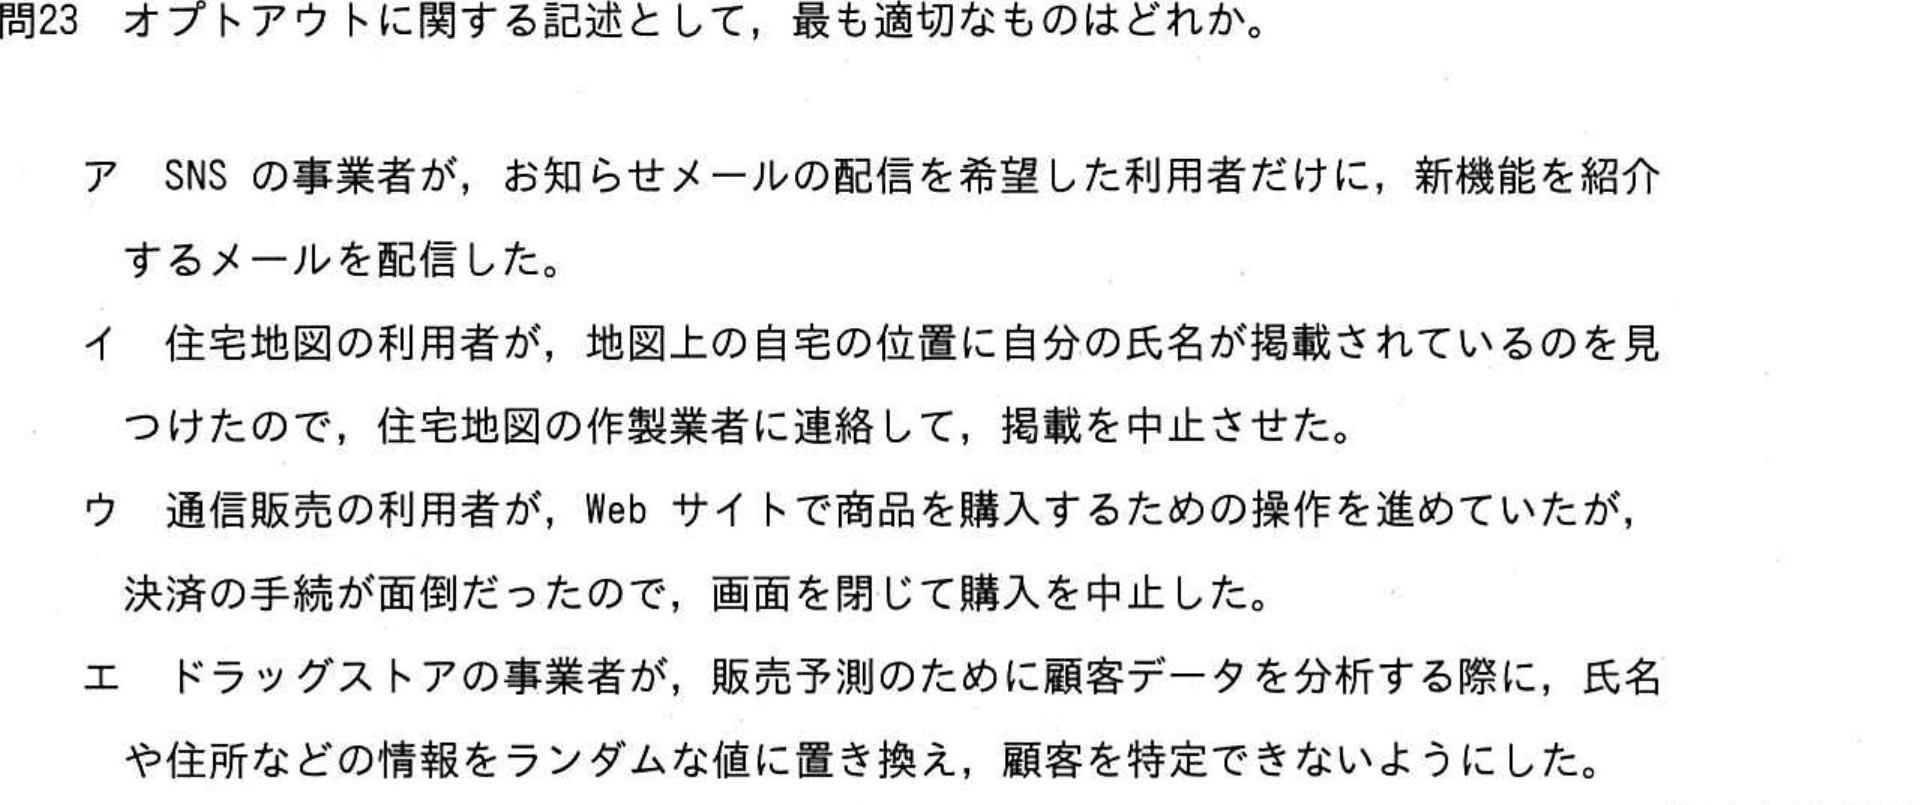 問23　オプトアウトに関する記述として，最も適切なものはどれか。
ア　SNS の事業者が，お知らせメールの配信を希望した利用者だけに，新機能を紹介
するメールを配信した。
イ　住宅地図の利用者が，地図上の自宅の位置に自分の氏名が掲載されているのを見
つけたので，住宅地図の作製業者に連絡して，掲載を中止させた。
ウ　通信販売の利用者が，Web サイトで商品を購入するための操作を進めていたが，
決済の手続が面倒だったので，画面を閉じて購入を中止した。
エ　ドラッグストアの事業者が，販売予測のために顧客データを分析する際に，氏名
や住所などの情報をランダムな値に置き換え，顧客を特定できないようにした。